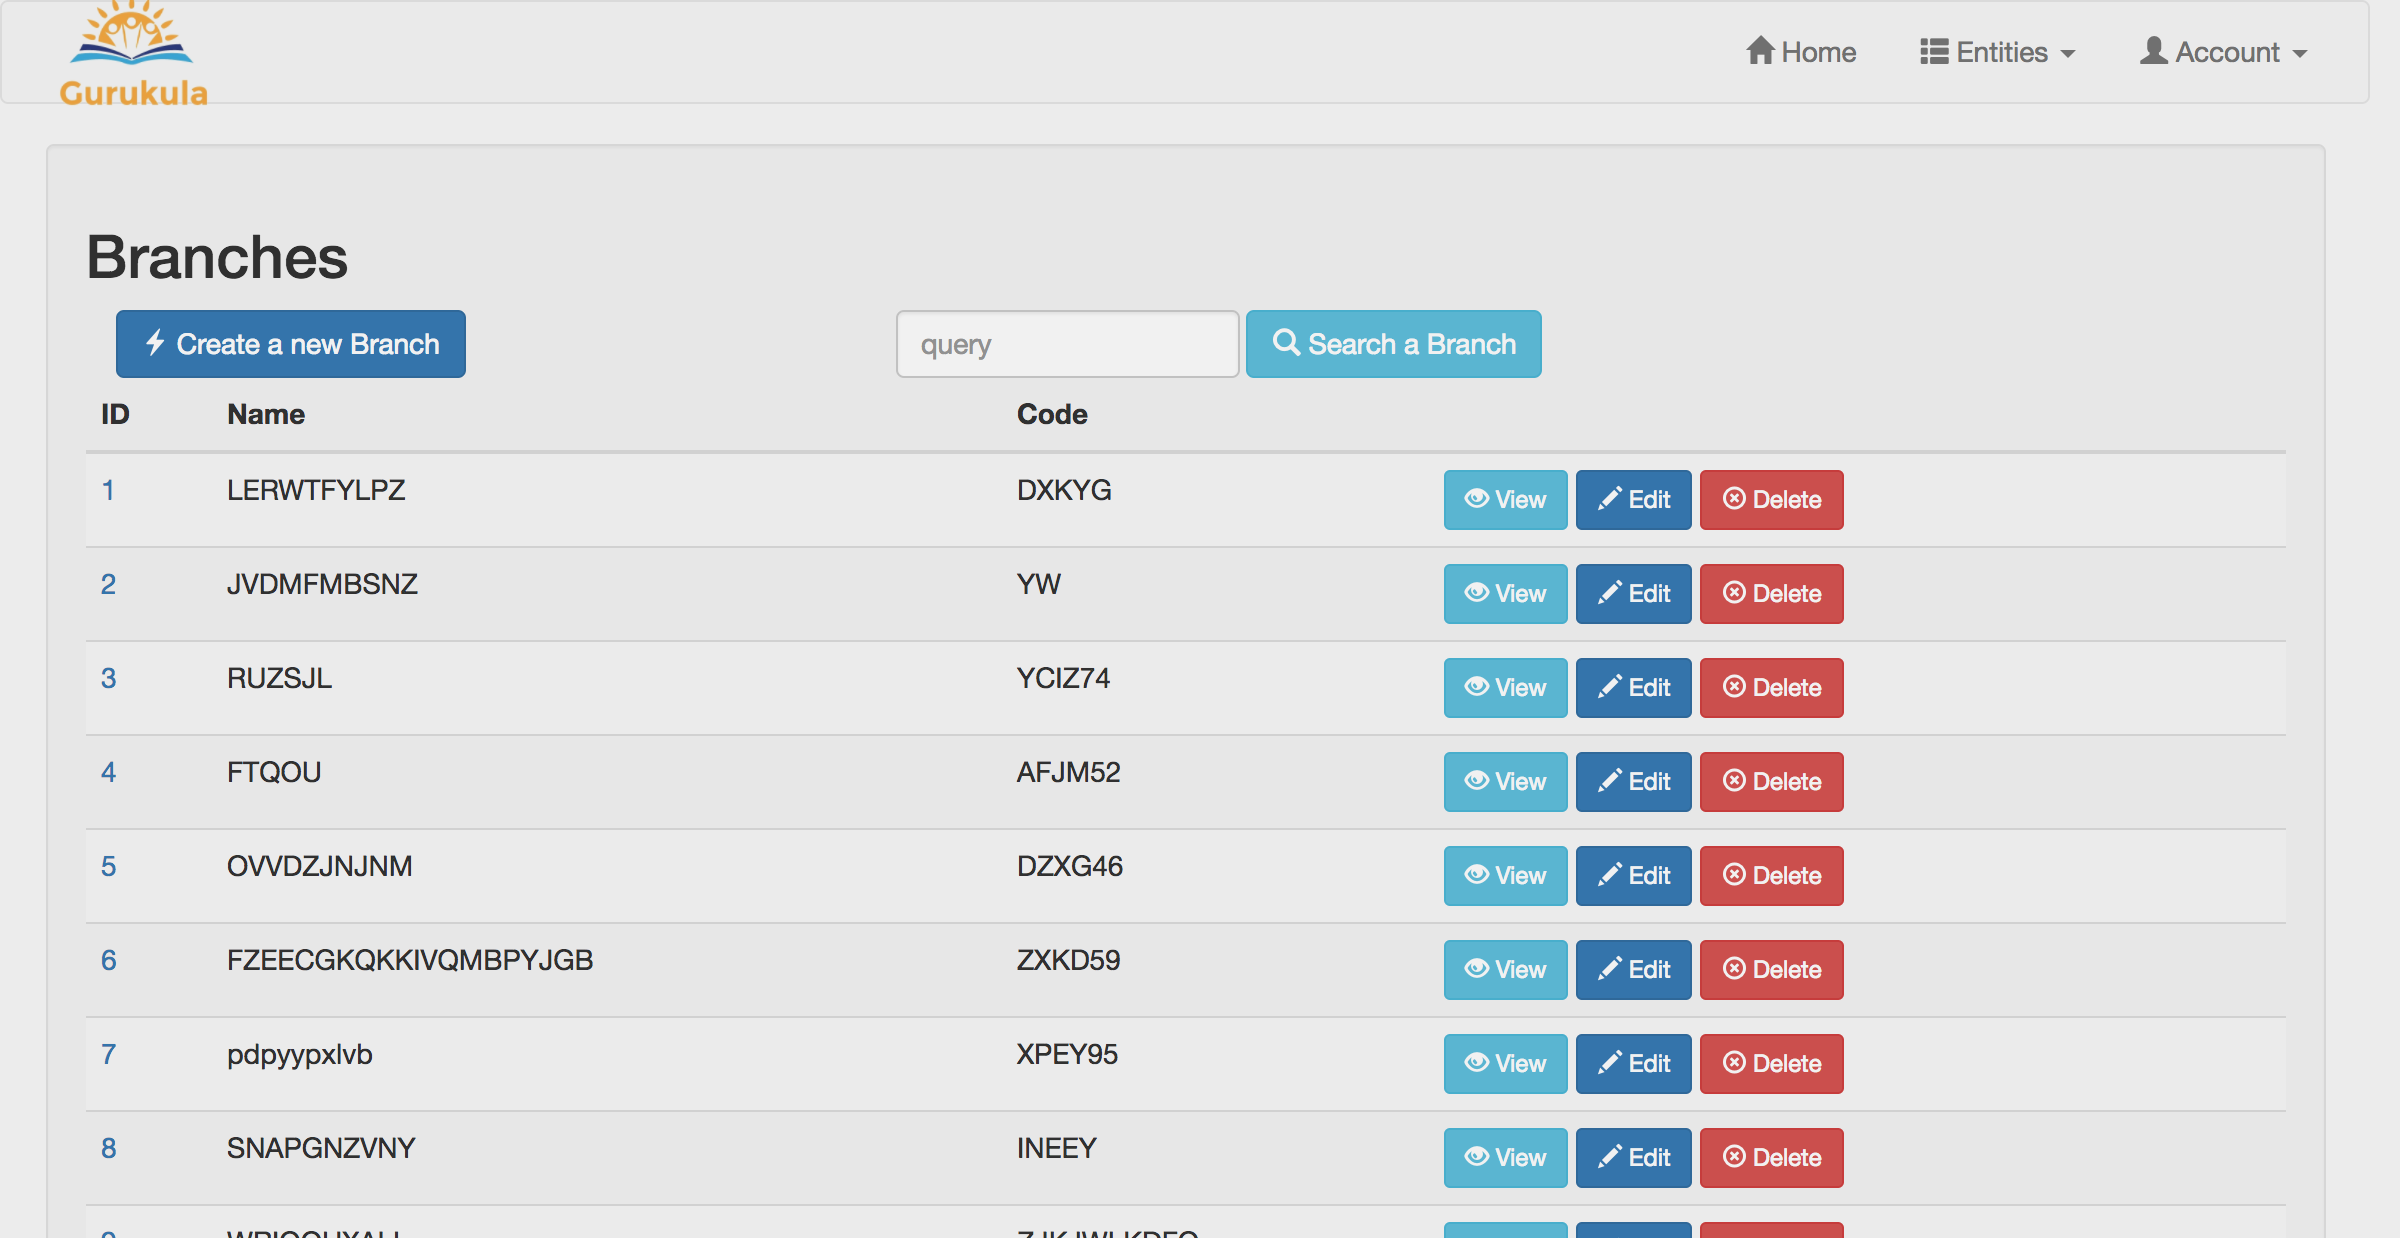 Gurukula
Home Entities Account
Branches
Create a new Branch query Search a Branch
ID Name Code
1 LERWTFYLPZ DXKYG View Edit Delete
2 JVDMFMBSNZ YW View Edit Delete
3 RUZSJL YCIZ74 View Edit Delete
4 FTQOU AFJM52 View Edit Delete
5 OVVDZJNJNM DZXG46 View Edit Delete
6 FZEECGKQKKIVQMBPYJGB ZXKD59 View Edit Delete
7 pdpyypxlvb XPEY95 View Edit Delete
8 SNAPGNZVNY INEEY View Edit Delete